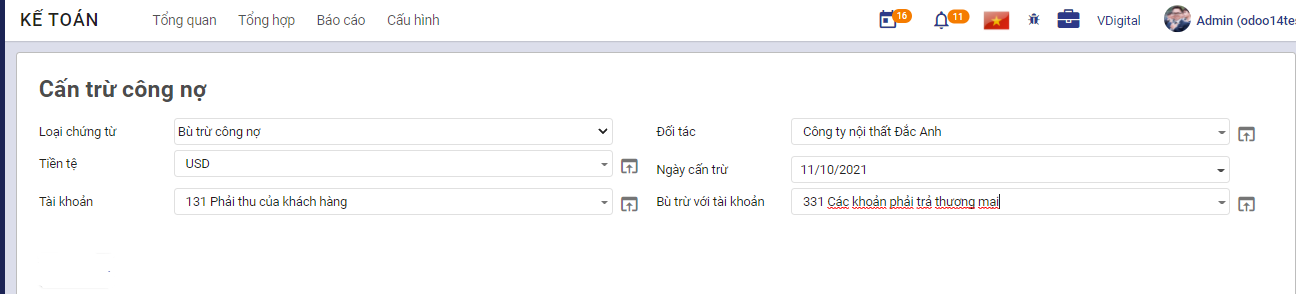 KẾ TOÁN Tổng quan Tổng hợp Báo cáo Cấu hình 16 11 VDigital Admin (odoo14tes
Cấn trừ công nợ
Loại chứng từ Bù trừ công nợ Đối tác Công ty nội thất Đắc Anh
Tiền tệ USD Ngày cấn trừ 11/10/2021
Tài khoản 131 Phải thu của khách hàng Bù trừ với tài khoản 331 Các khoản phải trả thương mại